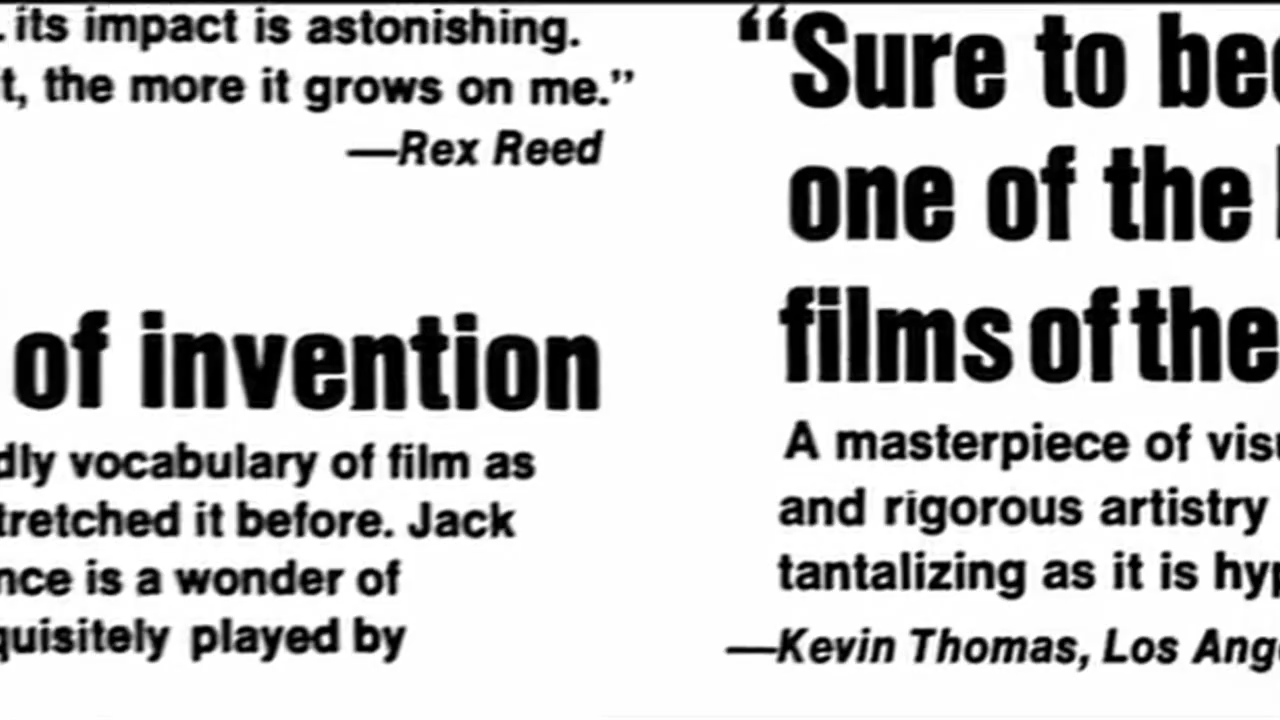 . its impact is astonishing.
t, the more it grows on me.”
—Rex Reed
of invention
dly vocabulary of film as
tretched it before. Jack
nce is a wonder of
quisitely played by
“Sure to bec
one of the
films of the
A masterpiece of visu
and rigorous artistry
tantalizing as it is hyp
—Kevin Thomas, Los Ange